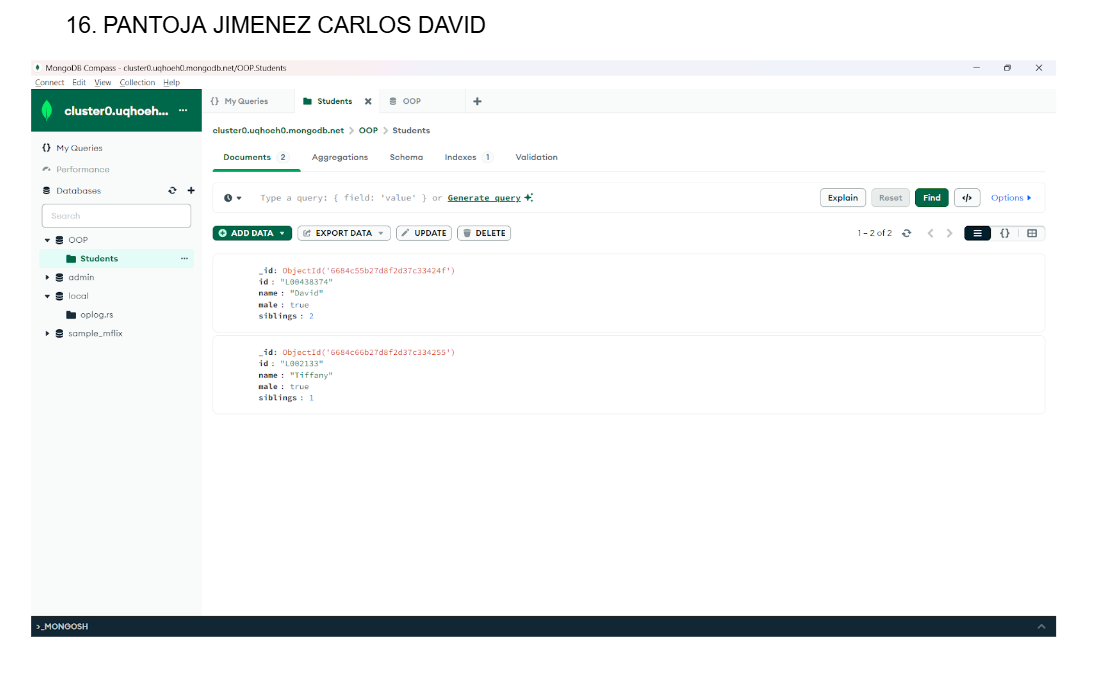 16. PANTOJA JIMENEZ CARLOS DAVID
MongoDB Compass - cluster0.uqhoeh0.mongodb.net/OOP.Students
Connect Edit View Collection Help
cluster0.uqhoeh... ...
{} My Queries
Performance
Databases
Search
OOP
Students ...
admin
local
oplog.rs
sample_mflix
{} My Queries
Students
OOP
cluster0.uqhoeh0.mongodb.net > OOP > Students
Documents 2 Aggregations Schema Indexes 1 Validation
Type a query: { field: 'value' } or Generate query
Explain Reset Find </> Options
ADD DATA EXPORT DATA UPDATE DELETE
1 – 2 of 2
{}
_id: ObjectId('6684c55b27d8f2d37c33424f')
id : "L00438374"
name : "David"
male : true
siblings : 2
_id: ObjectId('6684c66b27d8f2d37c334255')
id : "L002133"
name : "Tiffany"
male : true
siblings : 1
>_MONGOSH